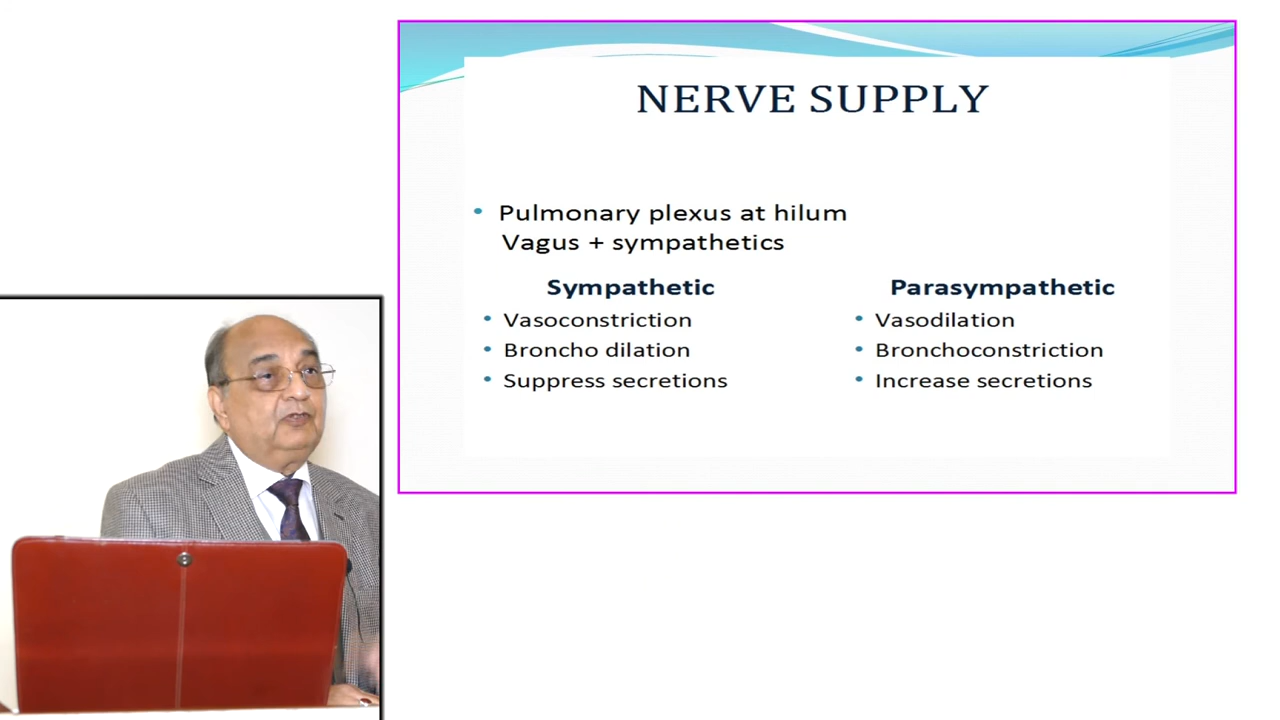 NERVE SUPPLY
• Pulmonary plexus at hilum
Vagus + sympathetics
Sympathetic
• Vasoconstriction
• Broncho dilation
• Suppress secretions
Parasympathetic
• Vasodilation
• Bronchoconstriction
• Increase secretions